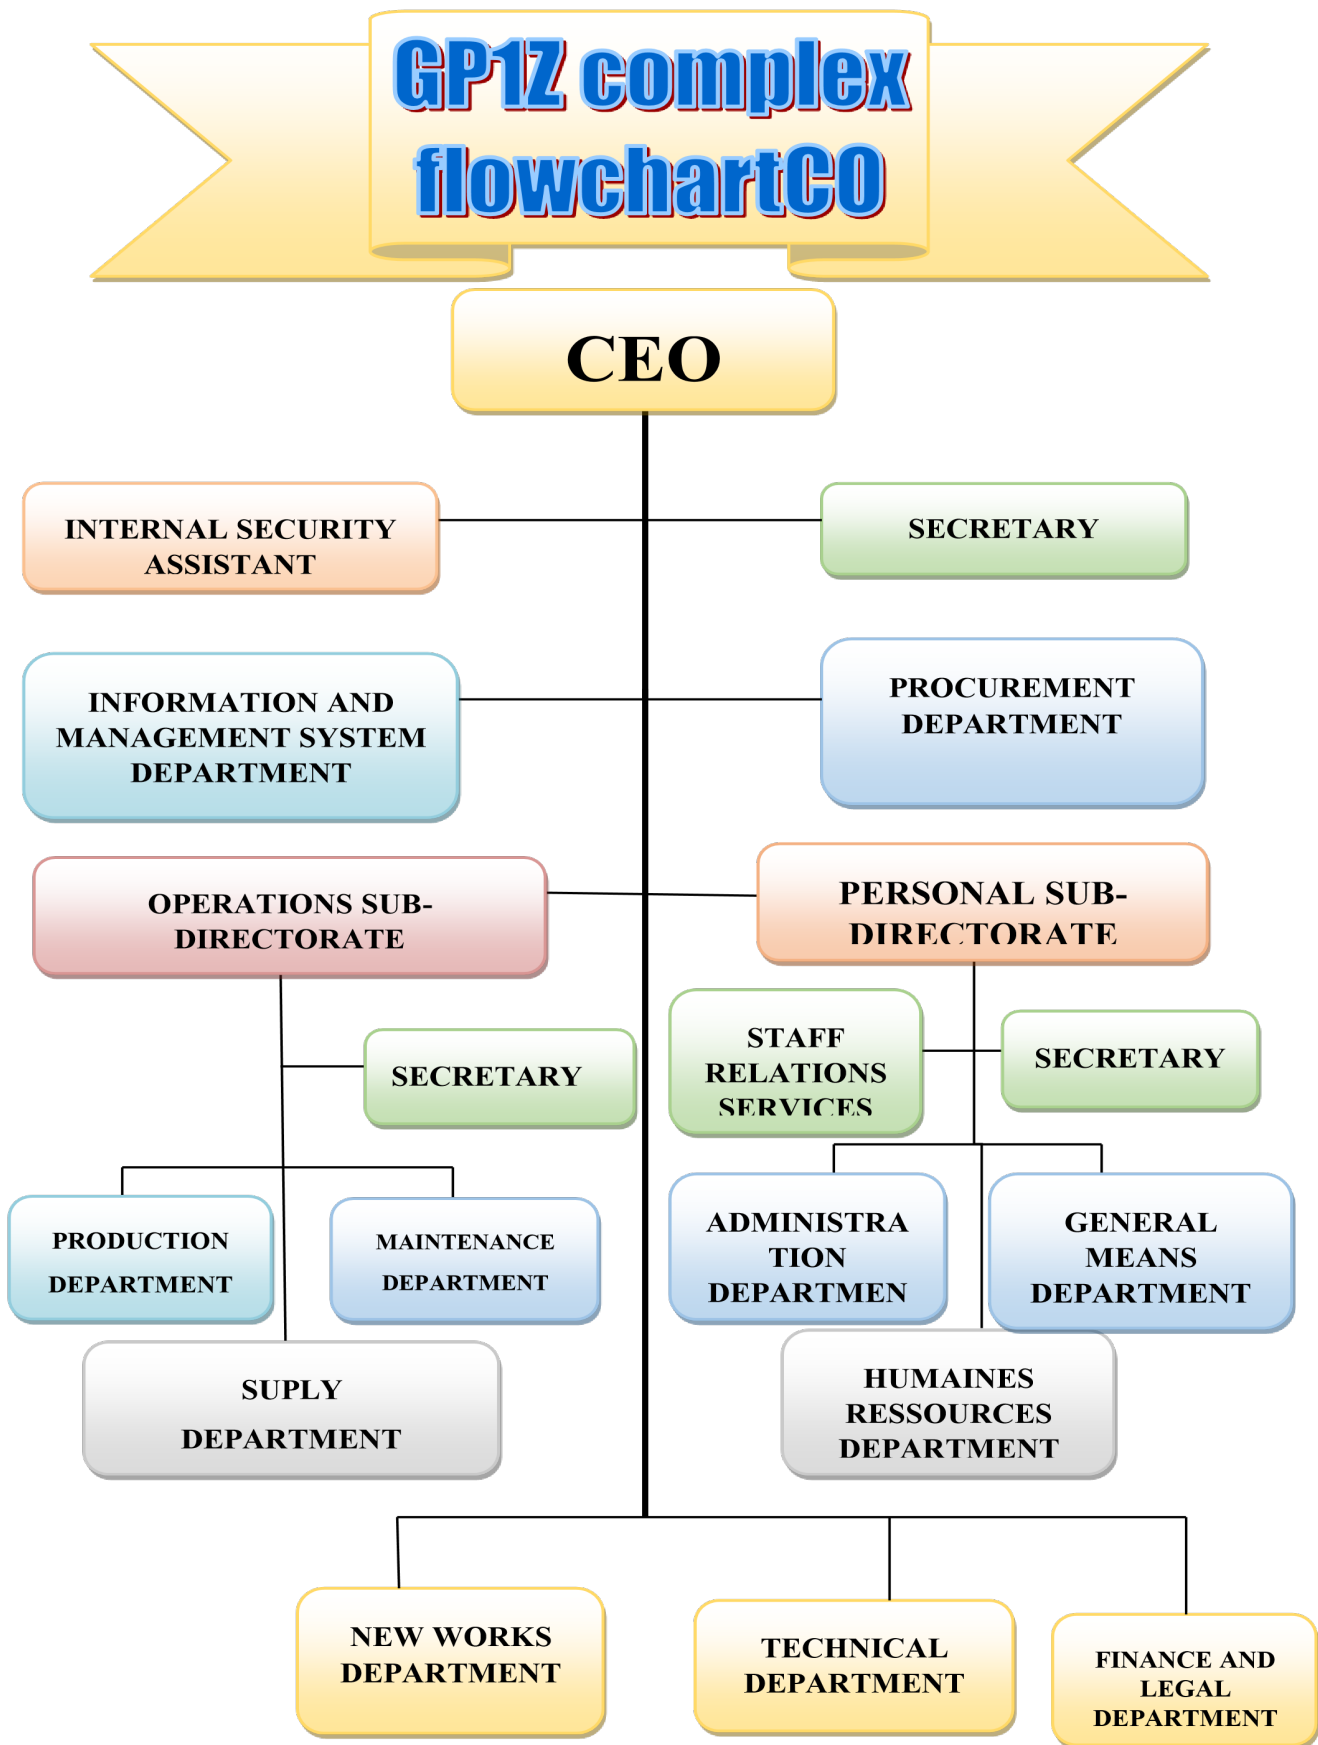 GP1Z complex
flowchartCO
CEO
INTERNAL SECURITY
ASSISTANT
SECRETARY
INFORMATION AND
MANAGEMENT SYSTEM
DEPARTMENT
PROCUREMENT
DEPARTMENT
OPERATIONS SUB-
DIRECTORATE
PERSONAL SUB-
DIRECTORATE
SECRETARY
STAFF
RELATIONS
SERVICES
SECRETARY
PRODUCTION
DEPARTMENT
MAINTENANCE
DEPARTMENT
ADMINISTRA
TION
DEPARTMEN
GENERAL
MEANS
DEPARTMENT
SUPLY
DEPARTMENT
HUMAINES
RESSOURCES
DEPARTMENT
NEW WORKS
DEPARTMENT
TECHNICAL
DEPARTMENT
FINANCE AND
LEGAL
DEPARTMENT